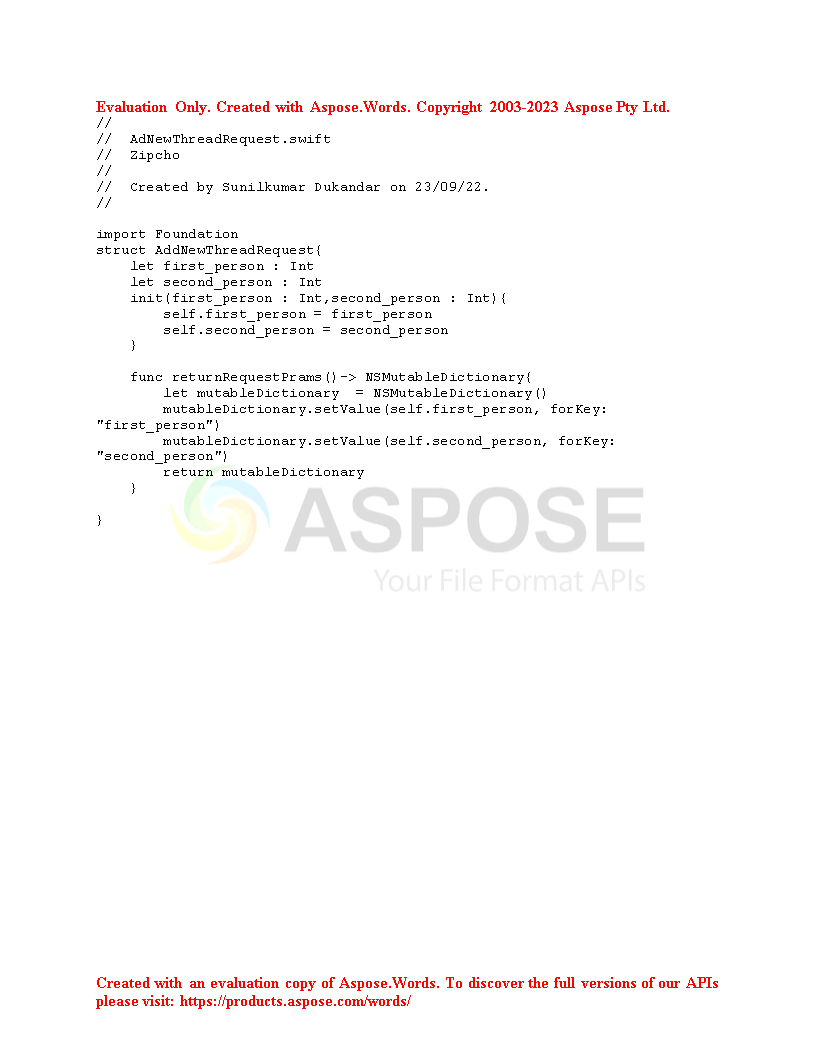 Evaluation Only. Created with Aspose.Words. Copyright 2003-2023 Aspose Pty Ltd.
//
//  AdNewThreadRequest.swift
//  Zipcho
//
//  Created by Sunilkumar Dukandar on 23/09/22.
//
import Foundation
struct AddNewThreadRequest{
    let first_person : Int
    let second_person : Int
    init(first_person : Int,second_person : Int){
        self.first_person = first_person
        self.second_person = second_person
    }
    func returnRequestPrams()-> NSMutableDictionary{
        let mutableDictionary  = NSMutableDictionary()
        mutableDictionary.setValue(self.first_person, forKey:
"first_person")
        mutableDictionary.setValue(self.second_person, forKey:
"second_person")
        return mutableDictionary
    }
}
ASPOSE
Your File Format APIs
Created with an evaluation copy of Aspose.Words. To discover the full versions of our APIs
please visit: https://products.aspose.com/words/